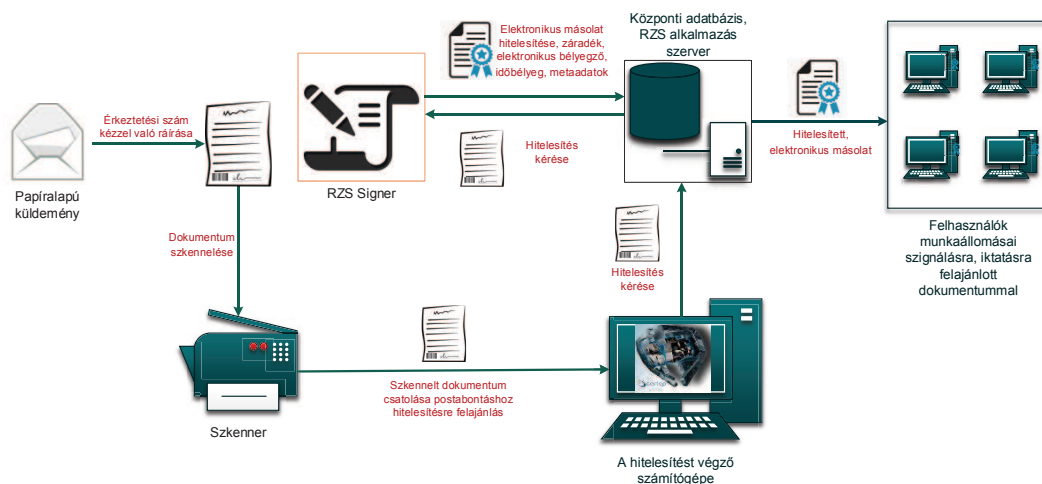 Elektronikus másolat
hitelesítése, záradék,
elektronikus bélyegző,
időbélyeg, metaadatok
Központi adatbázis,
RZS alkalmazás
szerver
Érkeztetési szám
kézzel való ráírása
Hitelesítés
kérése
Hitelesített,
elektronikus másolat
Papíralapú
küldemény
RZS Signer
Dokumentum
szkennelése
Hitelesítés
kérése
Felhasználók
munkaállomásai
szignálásra, iktatásra
felajánlott
dokumentummal
Szkennelt dokumentum
csatolása postabontáshoz
hitelesítésre felajánlás
Szkenner
A hitelesítést végző
számítógépe